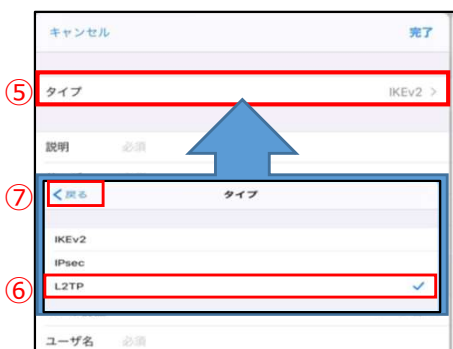 キャンセル 完了
⑤ タイプ IKEv2 >
説明 必須
⑦ く戻る タイプ
IKEv2
IPsec
⑥ L2TP ✓
ユーザ名 必須